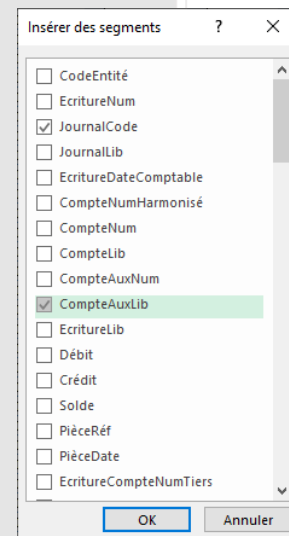 Insérer des segments ? ×
CodeEntité
EcritureNum
JournalCode
JournalLib
EcritureDateComptable
CompteNumHarmonisé
CompteNum
CompteLib
CompteAuxNum
CompteAuxLib
EcritureLib
Débit
Crédit
Solde
PièceRéf
PièceDate
EcritureCompteNumTiers
OK Annuler